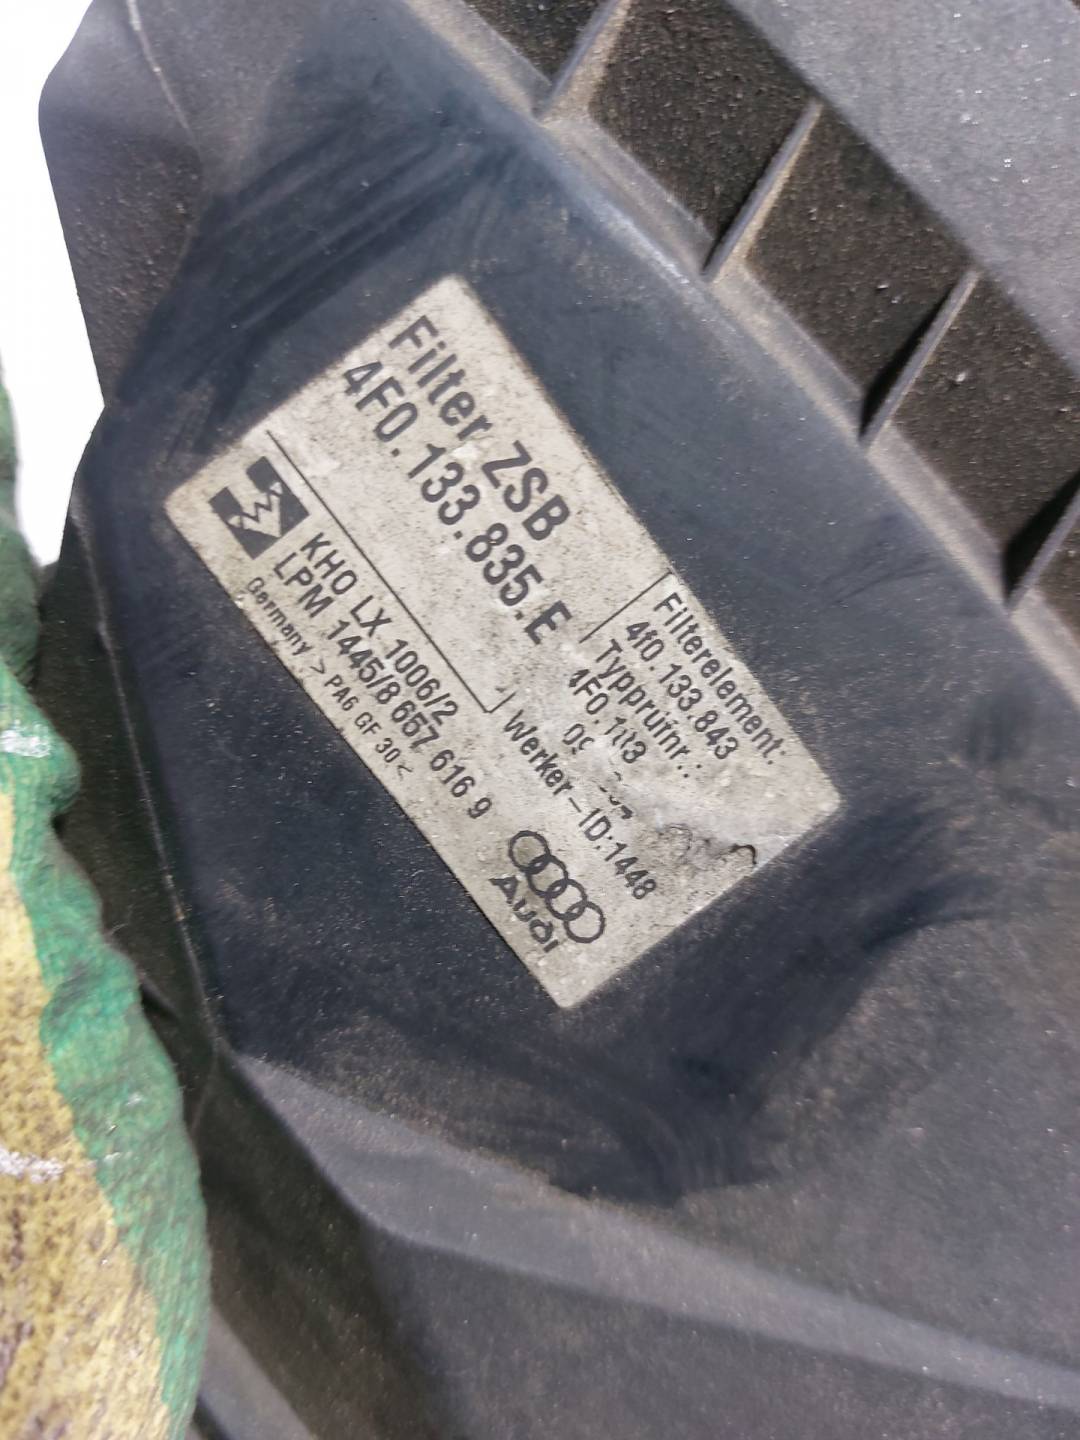 Filter ZSB
4F0.133.835.E
Filterelement:
4f0.133.843
Typprüfnr.:
KHO LX 1006/2
LPM 1445/8 657 616 9
Germany >PA6 GF 30<
Werker-ID:1448
Audi